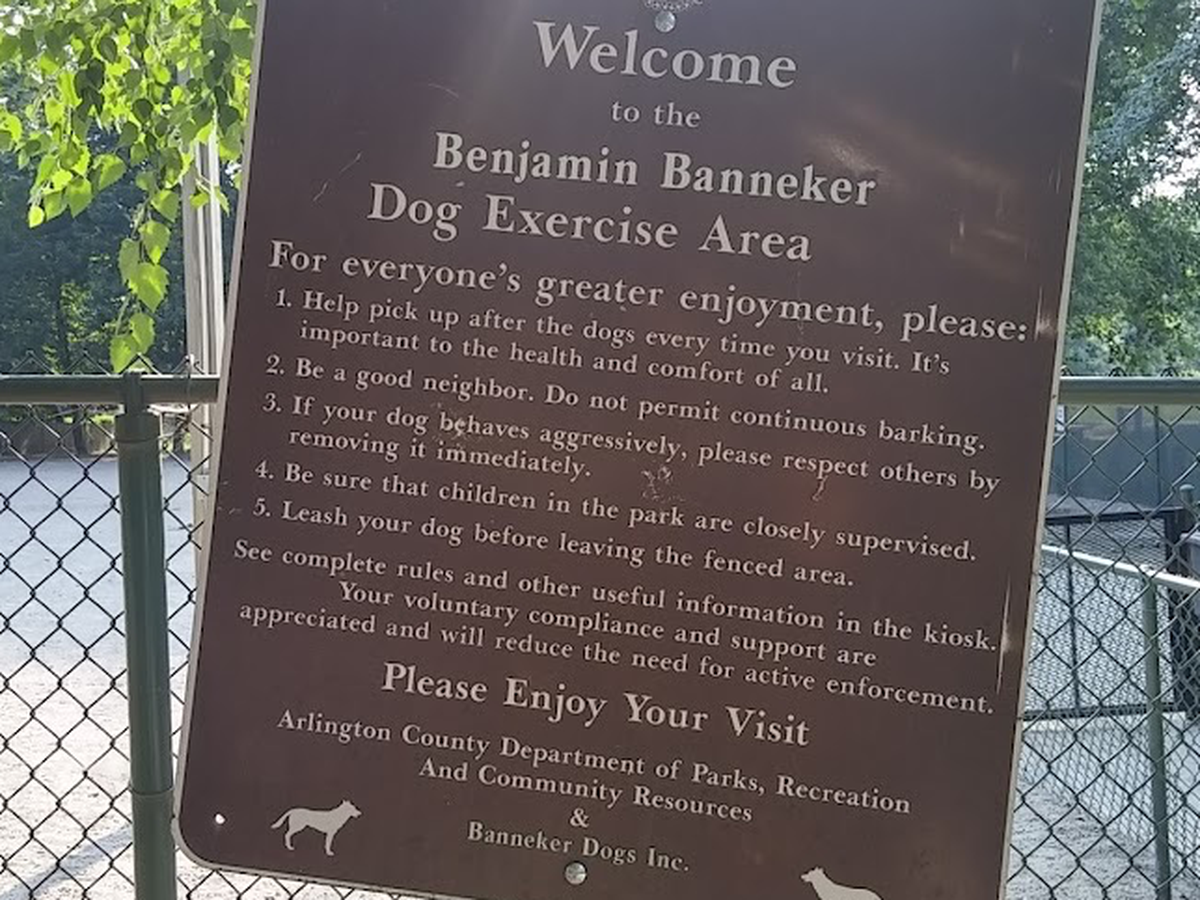 Welcome
to the
Benjamin Banneker
Dog Exercise Area
For everyone's greater enjoyment, please:
1. Help pick up after the dogs every time you visit. It's
important to the health and comfort of all.
2. Be a good neighbor. Do not permit continuous barking.
3. If your dog behaves aggressively, please respect others by
removing it immediately.
4. Be sure that children in the park are closely supervised.
5. Leash your dog before leaving the fenced area.
See complete rules and other useful information in the kiosk.
Your voluntary compliance and support are
appreciated and will reduce the need for active enforcement.
Please Enjoy Your Visit
Arlington County Department of Parks, Recreation
And Community Resources
&
Banneker Dogs Inc.